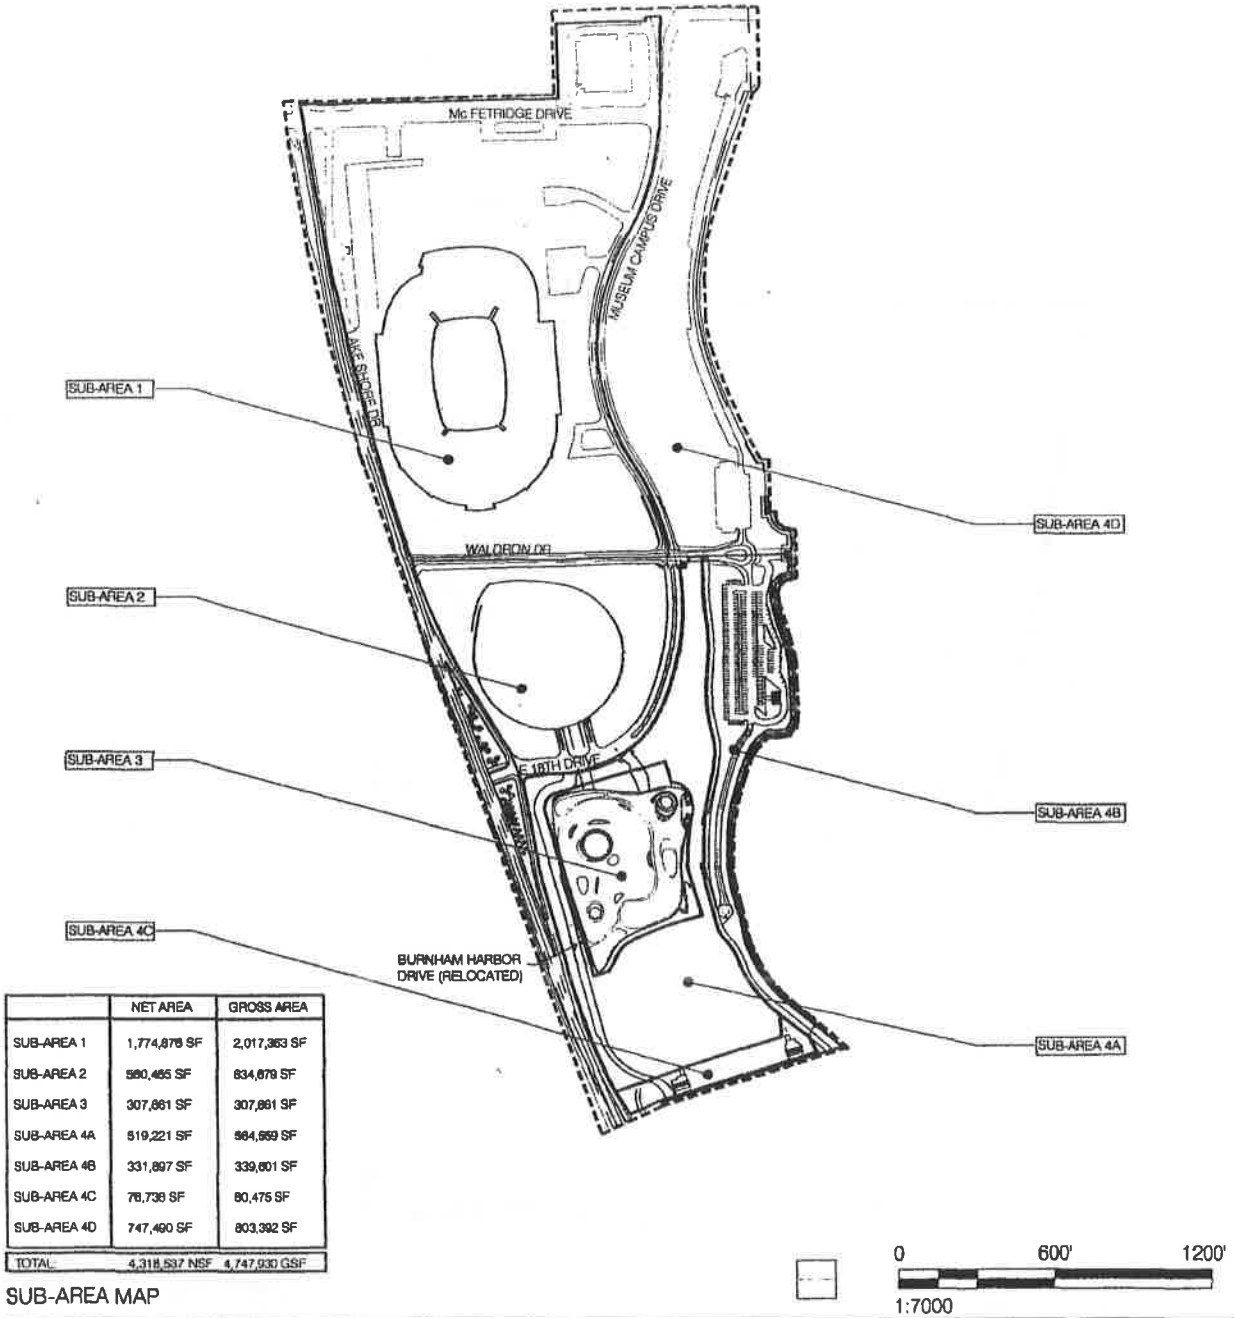 Mc FETRIDGE DRIVE
MUSEUM CAMPUS DRIVE
LAKE SHORE DR
SUB-AREA 1
SUB-AREA 4D
WALDRON DR
SUB-AREA 2
SUB-AREA 3
E 18TH DRIVE
SUB-AREA 4B
SUB-AREA 4C
BURNHAM HARBOR
DRIVE (RELOCATED)
SUB-AREA 4A
NET AREA GROSS AREA
SUB-AREA 1 1,774,876 SF 2,017,363 SF
SUB-AREA 2 SF 634,679 SF
SUB-AREA 3 307,861 SF 307,861 SF
SUB-AREA 4A 519,221 SF 564,559 SF
SUB-AREA 4B 331,897 SF 339,601 SF
SUB-AREA 4C 76,738 SF 80,475 SF
SUB-AREA 4D 747,490 SF 803,392 SF
TOTAL: 4,318,537 NSF 4,747,930 GSF
SUB-AREA MAP
0 600' 1200'
1:7000